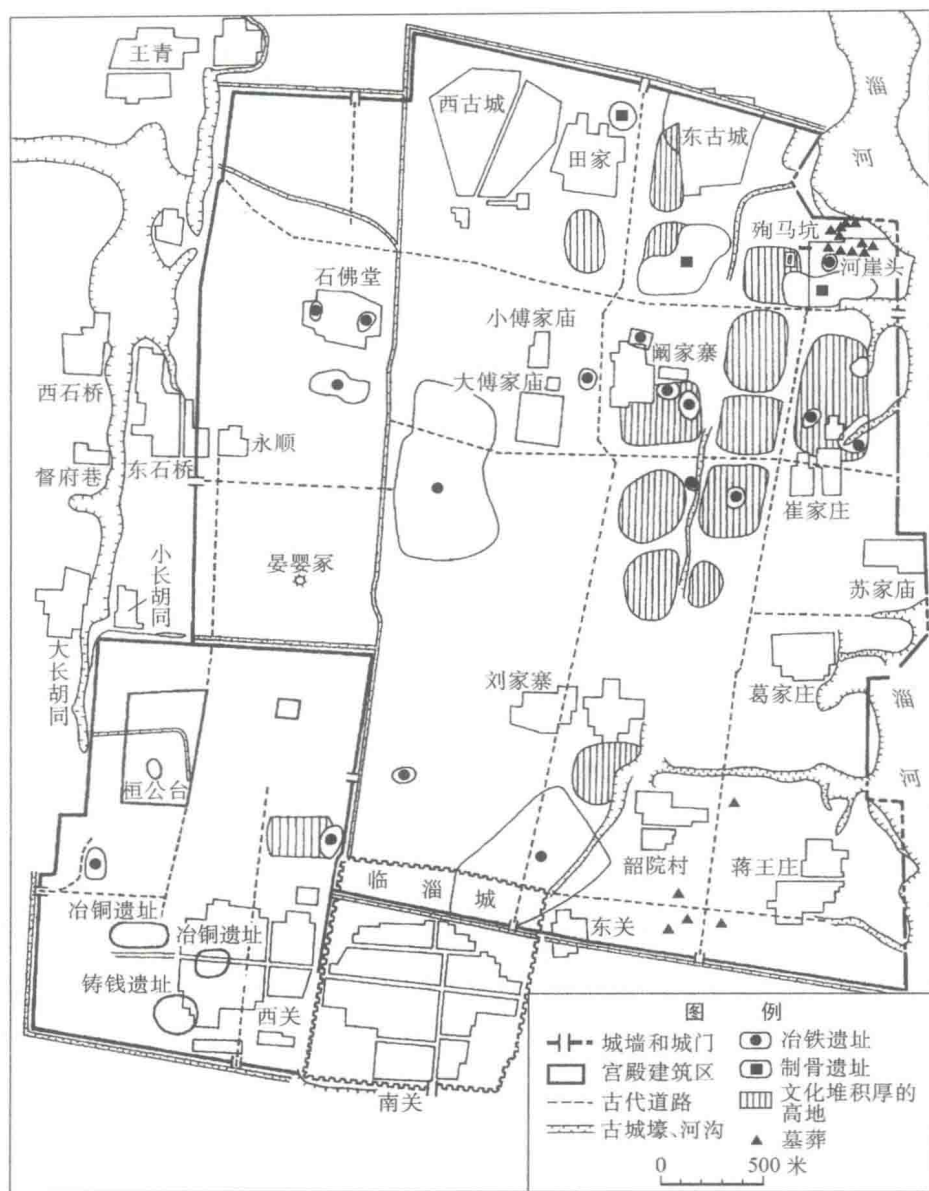 王青
西古城
田家
东古城
淄河
殉马坑
河崖头
石佛堂
小傅家庙
阚家寨
大傅家庙
西石桥
永顺
督府巷
东石桥
崔家庄
晏婴冢
小长胡同
苏家庙
大长胡同
刘家寨
葛家庄
淄河
桓公台
韶院村
蒋王庄
临淄城
冶铜遗址
冶铜遗址
东关
铸钱遗址
西关
南关
图例
城墙和城门
宫殿建筑区
古代道路
古城壕、河沟
冶铁遗址
制骨遗址
文化堆积厚的
高地
墓葬
0 500 米